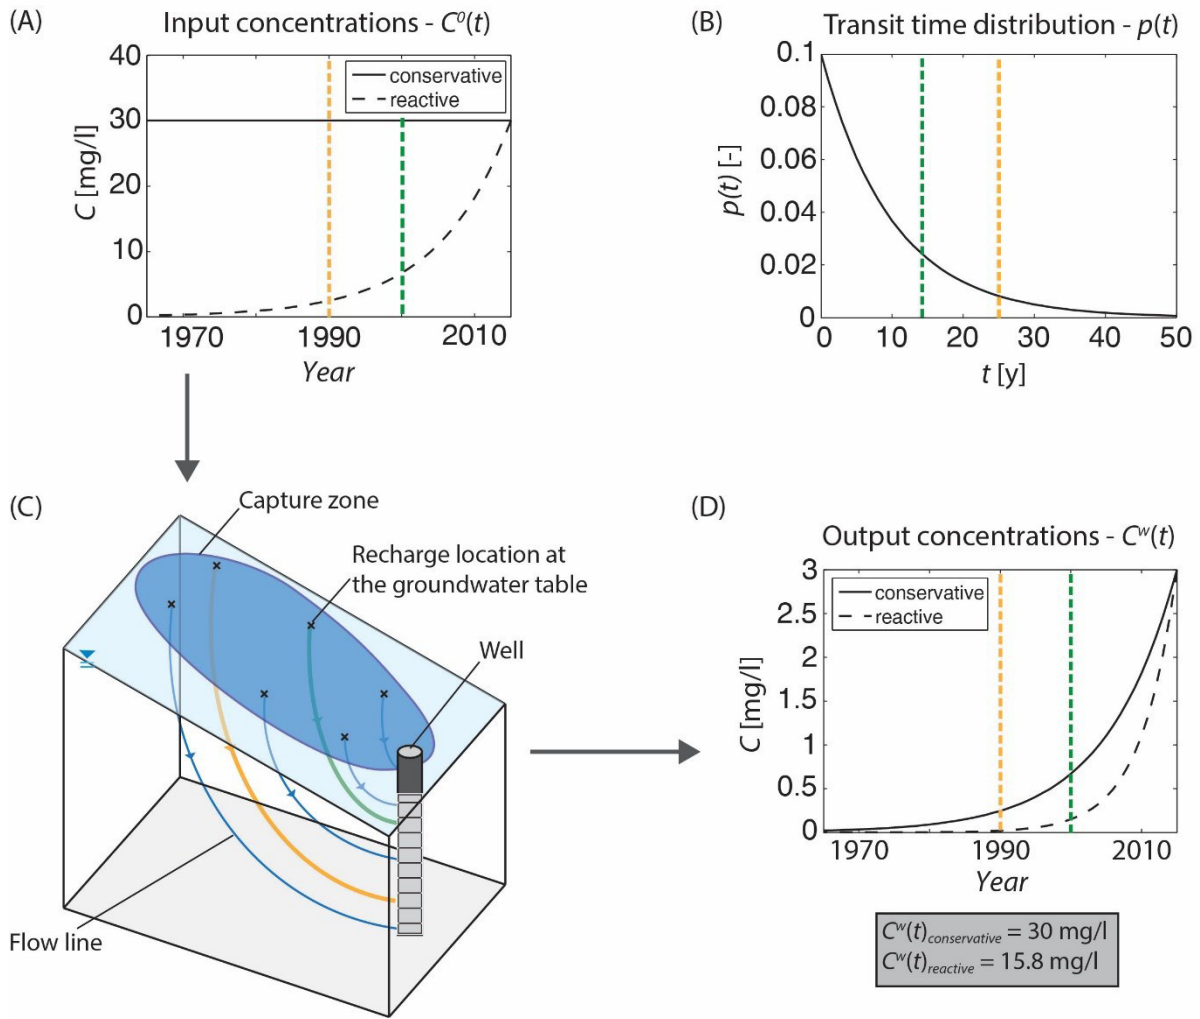 (A)
Input concentrations - C⁰(t)
conservative
reactive
40
30
20
10
0
C [mg/l]
1970
1990
2010
Year
(B)
Transit time distribution - p(t)
0.1
0.08
0.06
0.04
0.02
0
p(t) [-]
0
10
20
30
40
50
t [y]
(C)
Capture zone
Recharge location at
the groundwater table
Well
Flow line
(D)
Output concentrations - Cʷ(t)
conservative
reactive
3
2.5
2
1.5
1
0.5
0
C [mg/l]
1970
1990
2010
Year
Cʷ(t)conservative = 30 mg/l
Cʷ(t)reactive = 15.8 mg/l